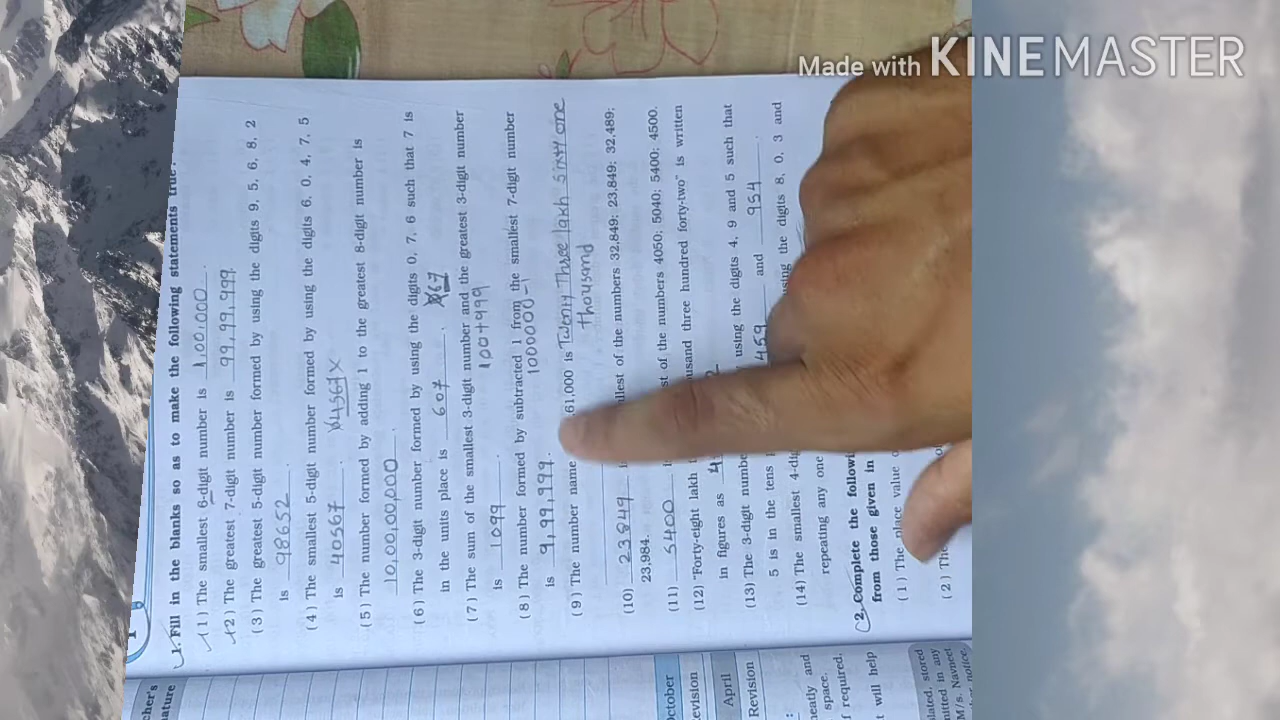 Made with KINEMASTER
1. Fill in the blanks so as to make the following statements true.
(1) The smallest 6-digit number is 1,00,000.
(2) The greatest 7-digit number is 99,99,999
(3) The greatest 5-digit number formed by using the digits 9, 5, 6, 8, 2
is 98652.
(4) The smallest 5-digit number formed by using the digits 6, 0, 4, 7, 5
is 40567.
(5) The number formed by adding 1 to the greatest 8-digit number is
10,00,00,000.
(6) The 3-digit number formed by using the digits 0, 7, 6 such that 7 is
in the units place is 607.
(7) The sum of the smallest 3-digit number and the greatest 3-digit number
is 1099. 100+999
(8) The number formed by subtracted 1 from the smallest 7-digit number
is 9,99,999. 1000000-1
(9) The number name 61,000 is Twenty Three lakh sixty one
thousand
(10) 23849 is llest of the numbers 32,849; 23,849; 32,489;
23,984.
(11) 5400 st of the numbers 4050; 5040; 5400; 4500.
(12) "Forty-eight lakh usand three hundred forty-two" is written
in figures as 4
(13) The 3-digit numbe using the digits 4, 9 and 5 such that
5 is in the tens 459 and 954.
(14) The smallest 4-dig using the digits 8, 0, 3 and
repeating any one
2. Complete the followi
from those given in
(1) The place value o
(2) The
cher's
nature
October
Revision
April
Revision
neatly and
space.
f required.
t will help
lated, stored
mitted in any
M/s. Navneet
notice.